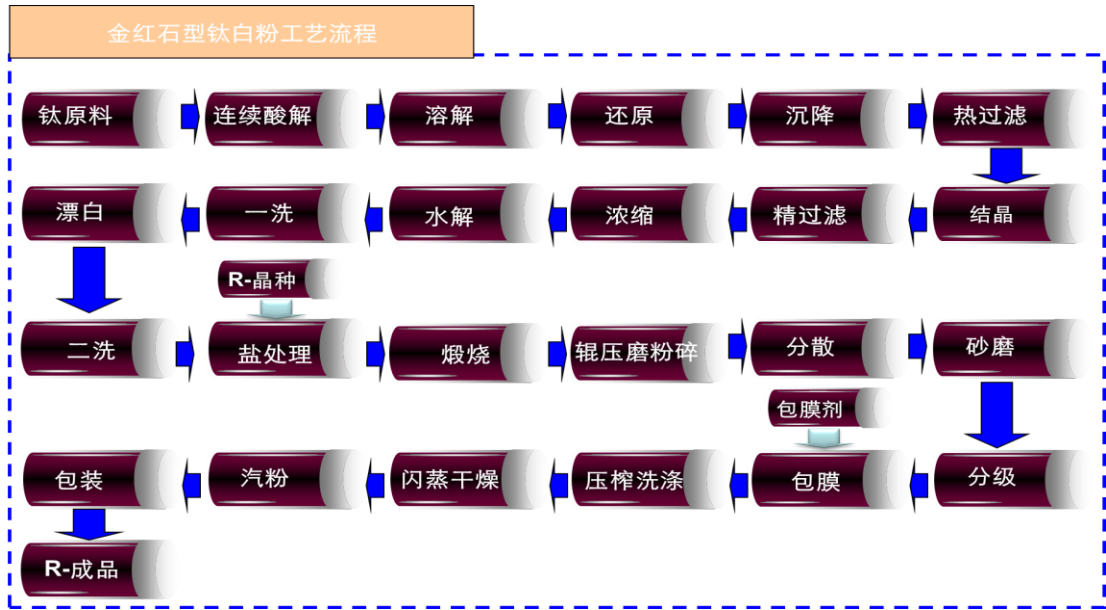 金红石型钛白粉工艺流程
钛原料
连续酸解
溶解
还原
沉降
热过滤
漂白
一洗
水解
浓缩
精过滤
结晶
R-晶种
二洗
盐处理
煅烧
辊压磨粉碎
分散
砂磨
包膜剂
包装
汽粉
闪蒸干燥
压榨洗涤
包膜
分级
R-成品